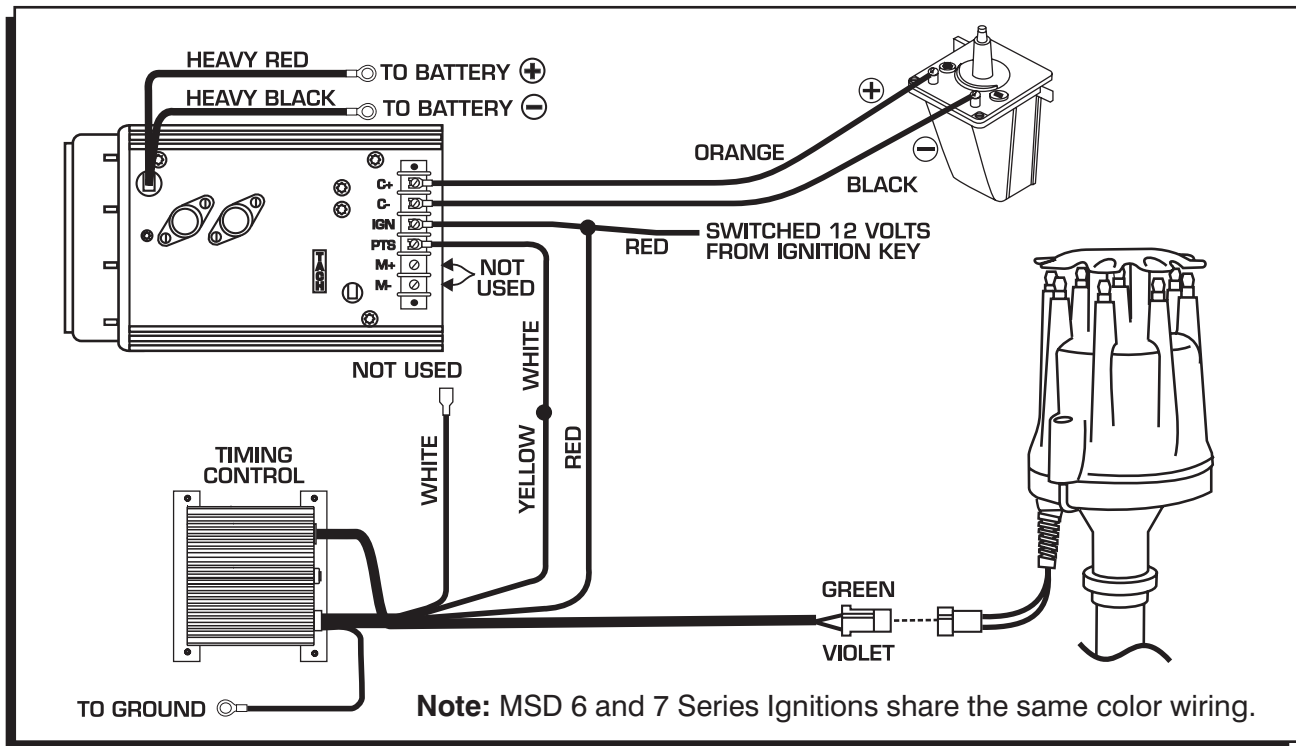 HEAVY RED
TO BATTERY +
HEAVY BLACK
TO BATTERY −
+
ORANGE
−
BLACK
C+
C-
IGN
PTS
M+
M-
TACH
NOT
USED
RED
SWITCHED 12 VOLTS
FROM IGNITION KEY
NOT USED
WHITE
WHITE
YELLOW
RED
TIMING
CONTROL
GREEN
VIOLET
TO GROUND
Note: MSD 6 and 7 Series Ignitions share the same color wiring.